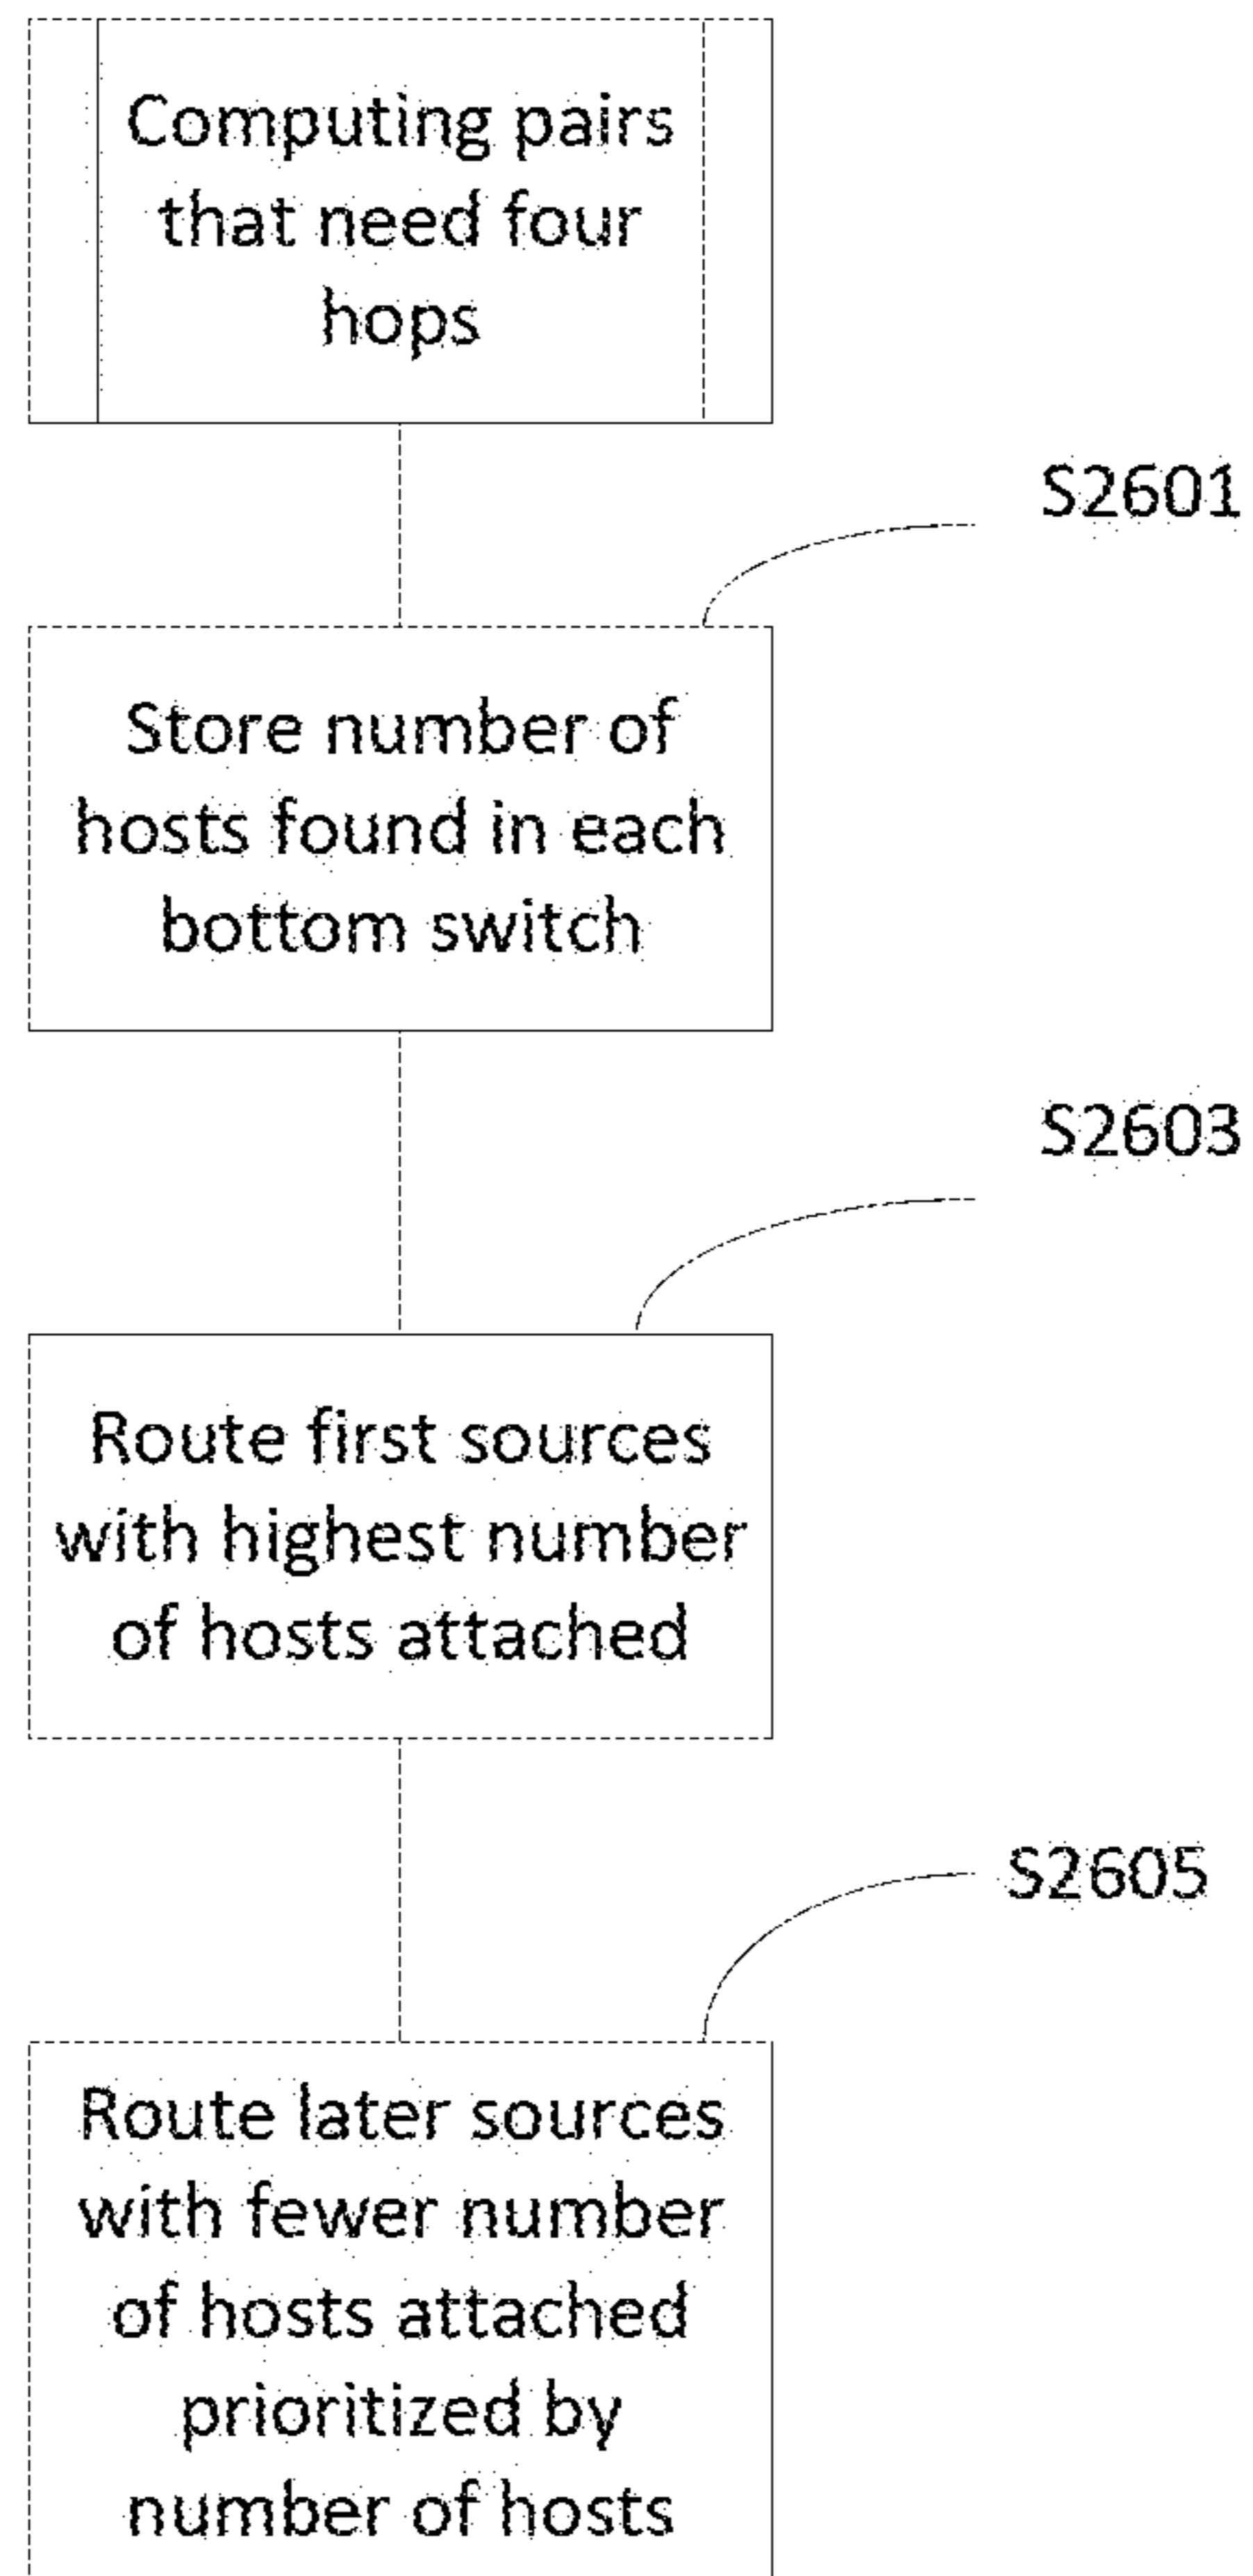 Computing pairs
that need four
hops
S2601
Store number of
hosts found in each
bottom switch
S2603
Route first sources
with highest number
of hosts attached
S2605
Route later sources
with fewer number
of hosts attached
prioritized by
number of hosts